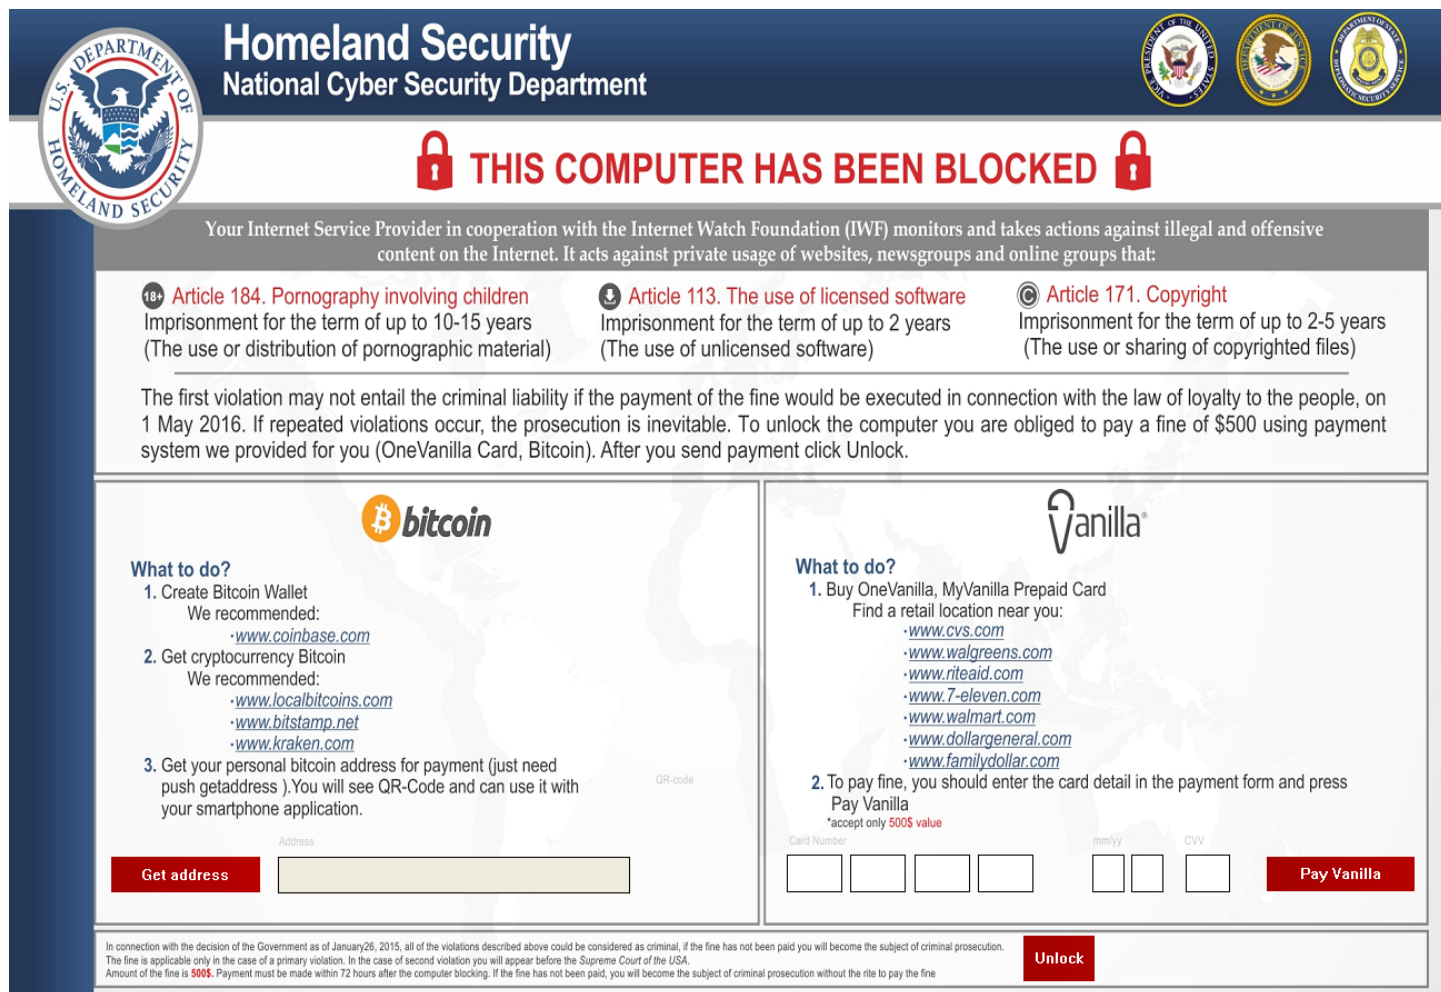 Homeland Security
National Cyber Security Department
U.S. DEPARTMENT OF HOMELAND SECURITY
VICE PRESIDENT OF THE UNITED STATES
DEPARTMENT OF JUSTICE
DEPARTMENT OF STATE
DIPLOMATIC SECURITY SERVICE
THIS COMPUTER HAS BEEN BLOCKED
Your Internet Service Provider in cooperation with the Internet Watch Foundation (IWF) monitors and takes actions against illegal and offensive
content on the Internet. It acts against private usage of websites, newsgroups and online groups that:
18+ Article 184. Pornography involving children
Imprisonment for the term of up to 10-15 years
(The use or distribution of pornographic material)
Article 113. The use of licensed software
Imprisonment for the term of up to 2 years
(The use of unlicensed software)
© Article 171. Copyright
Imprisonment for the term of up to 2-5 years
(The use or sharing of copyrighted files)
The first violation may not entail the criminal liability if the payment of the fine would be executed in connection with the law of loyalty to the people, on
1 May 2016. If repeated violations occur, the prosecution is inevitable. To unlock the computer you are obliged to pay a fine of $500 using payment
system we provided for you (OneVanilla Card, Bitcoin). After you send payment click Unlock.
bitcoin
What to do?
1. Create Bitcoin Wallet
We recommended:
·www.coinbase.com
2. Get cryptocurrency Bitcoin
We recommended:
·www.localbitcoins.com
·www.bitstamp.net
·www.kraken.com
3. Get your personal bitcoin address for payment (just need
push getaddress ).You will see QR-Code and can use it with
your smartphone application.
QR-code
Address
Get address
Vanilla®
What to do?
1. Buy OneVanilla, MyVanilla Prepaid Card
Find a retail location near you:
·www.cvs.com
·www.walgreens.com
·www.riteaid.com
·www.7-eleven.com
·www.walmart.com
·www.dollargeneral.com
·www.familydollar.com
2. To pay fine, you should enter the card detail in the payment form and press
Pay Vanilla
*accept only 500$ value
Card Number
mm/yy
CVV
Pay Vanilla
In connection with the decision of the Government as of January26, 2015, all of the violations described above could be considered as criminal, if the fine has not been paid you will become the subject of criminal prosecution.
The fine is applicable only in the case of a primary violation. In the case of second violation you will appear before the Supreme Court of the USA.
Amount of the fine is 500$. Payment must be made within 72 hours after the computer blocking. If the fine has not been paid, you will become the subject of criminal prosecution without the rite to pay the fine
Unlock